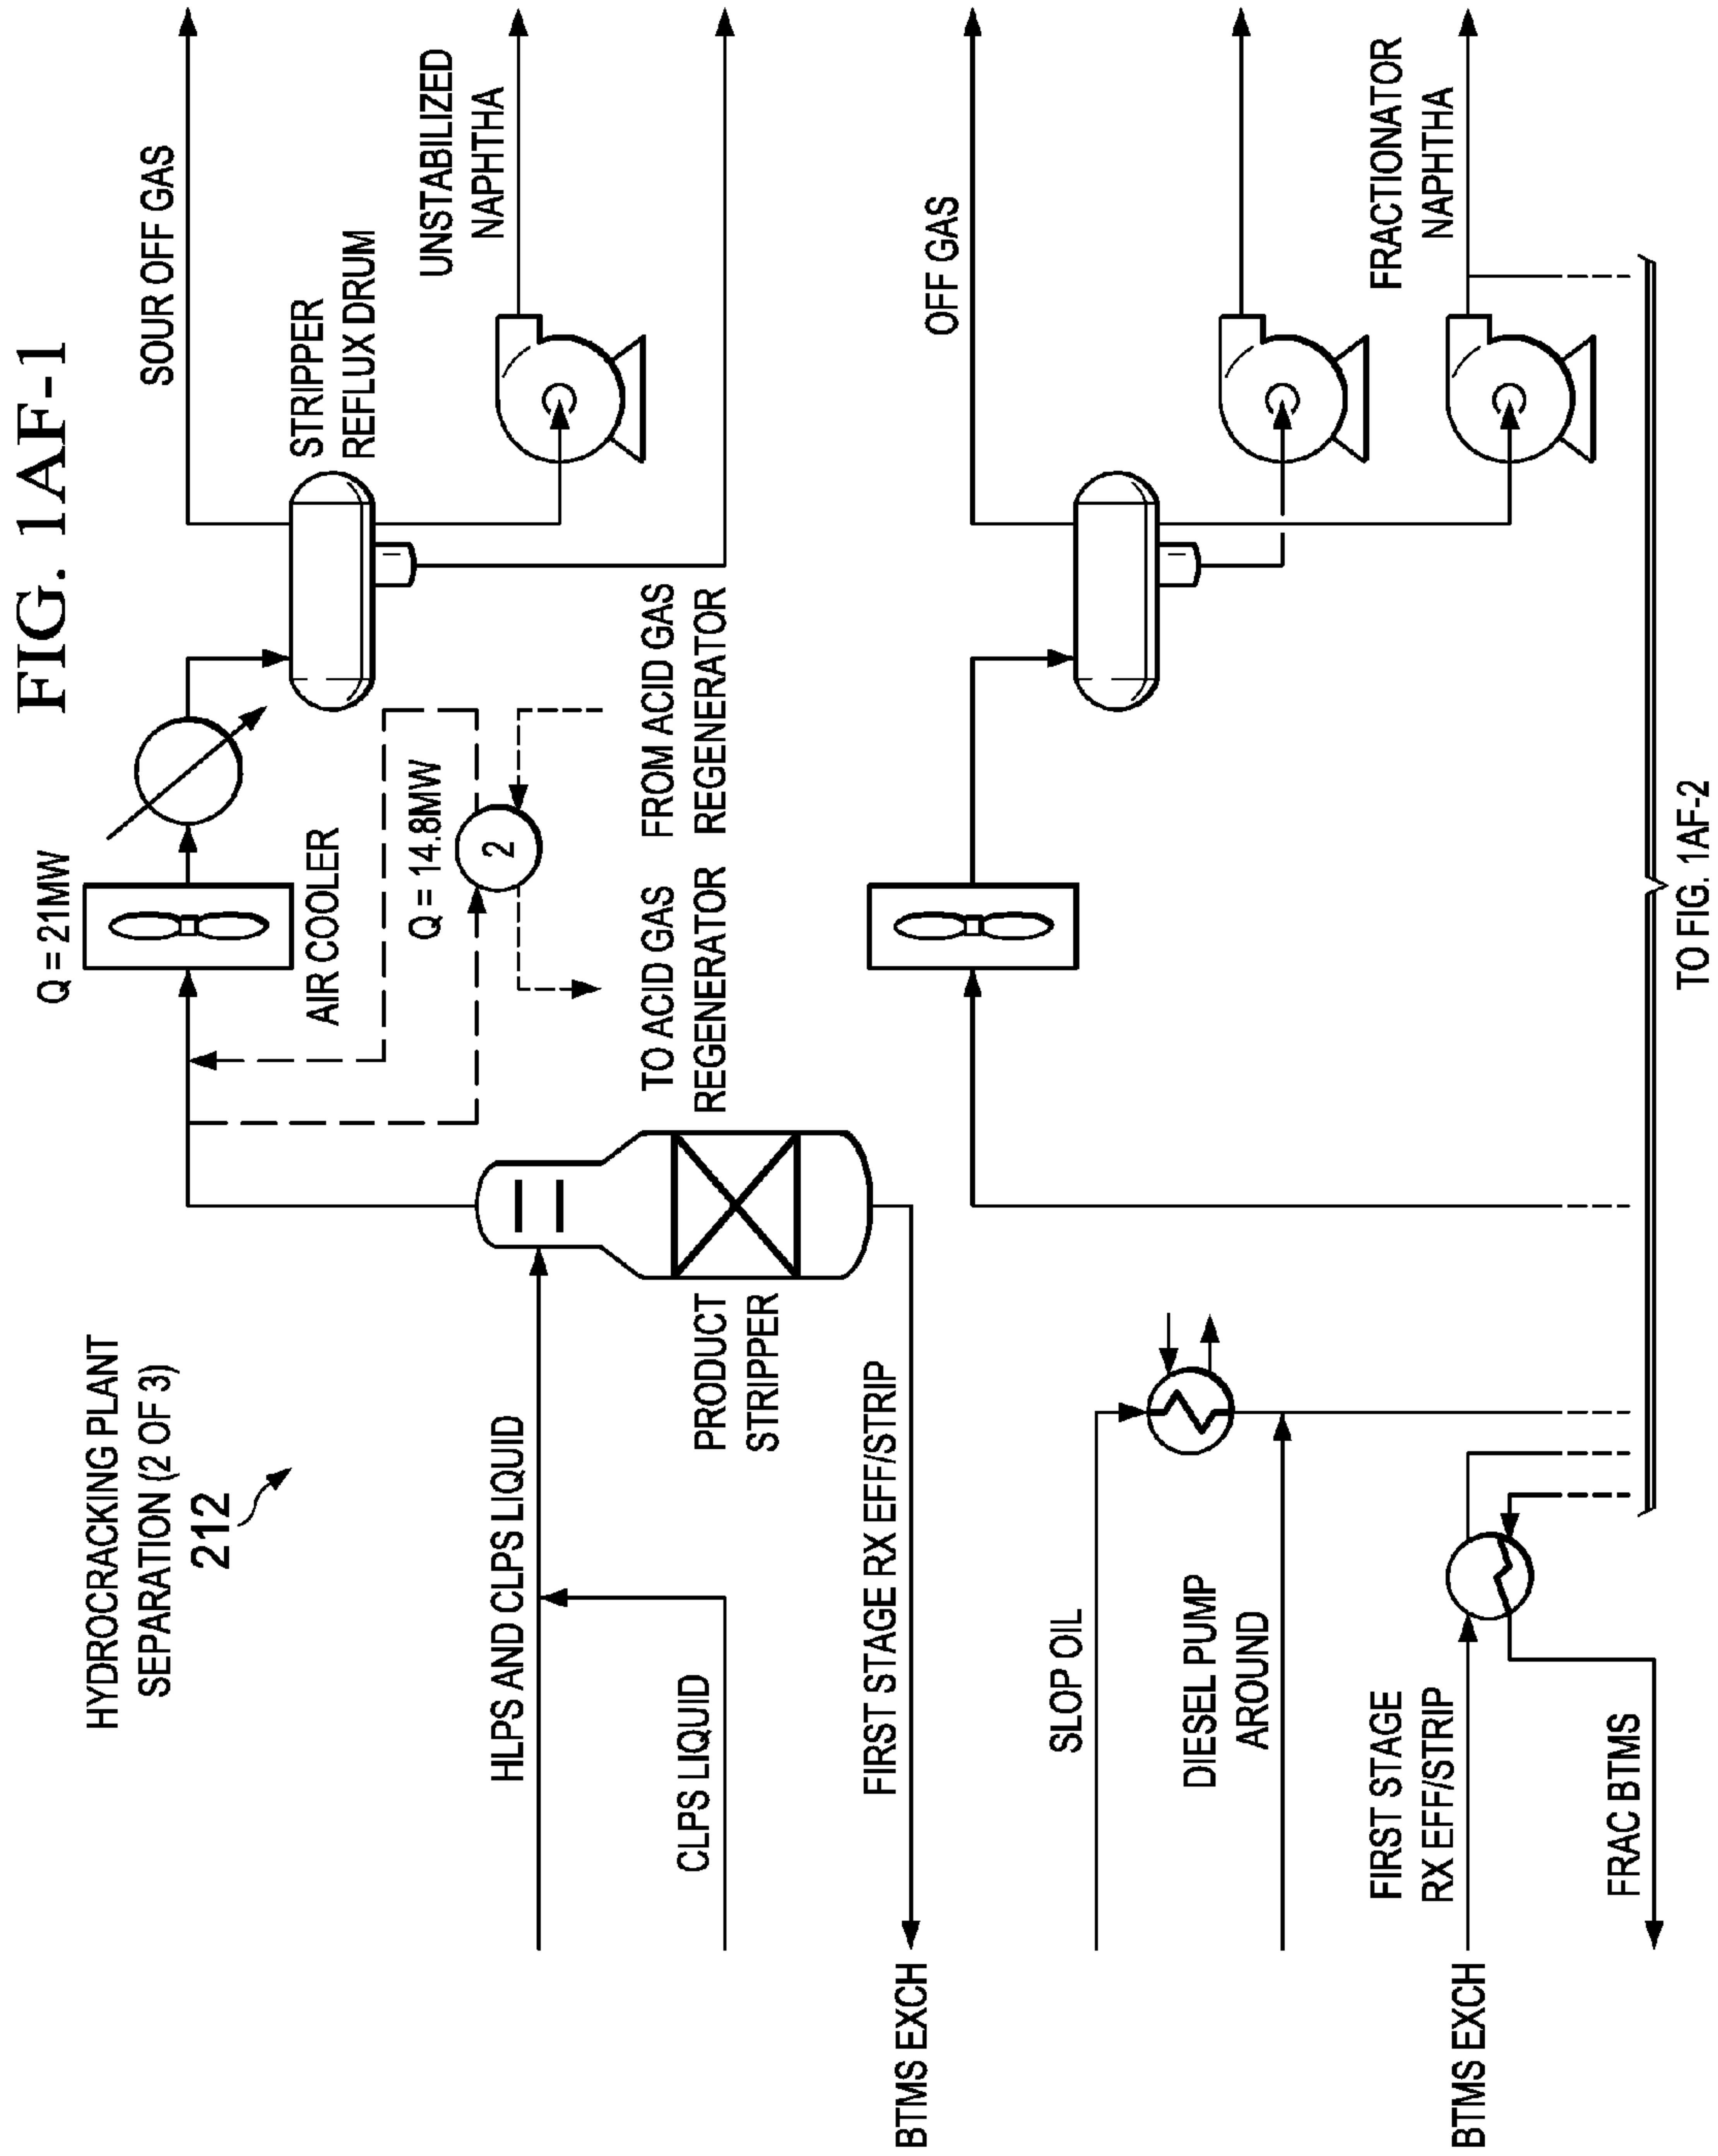 FIG. 1AF-1
HYDROCRACKING PLANT
SEPARATION (2 OF 3)
212
Q = 21MW
AIR COOLER
SOUR OFF GAS
STRIPPER
REFLUX DRUM
Q = 14.8MW
2
UNSTABILIZED
NAPHTHA
HLPS AND CLPS LIQUID
CLPS LIQUID
PRODUCT
STRIPPER
TO ACID GAS
REGENERATOR
FROM ACID GAS
REGENERATOR
FIRST STAGE RX EFF/STRIP
BTMS EXCH
OFF GAS
SLOP OIL
DIESEL PUMP
AROUND
FIRST STAGE
RX EFF/STRIP
BTMS EXCH
FRACTIONATOR
NAPHTHA
FRAC BTMS
TO FIG. 1AF-2